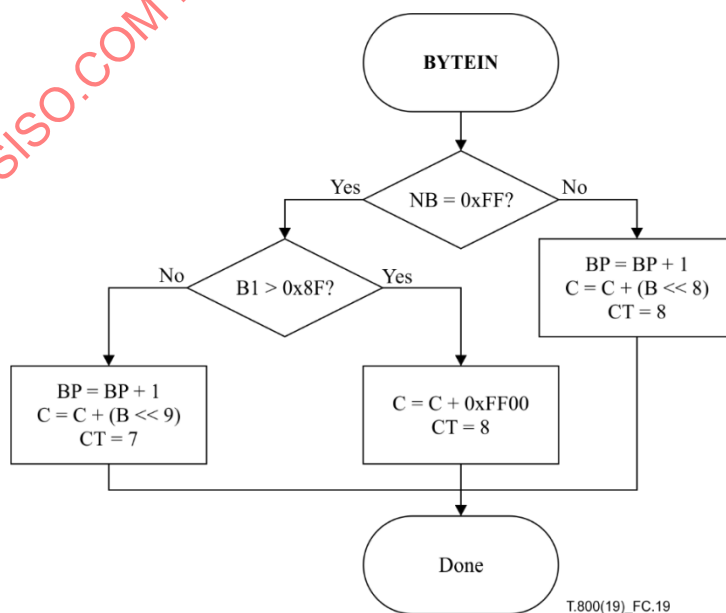 SISO.COM
BYTEIN
Yes
NB = 0xFF?
No
No
B1 > 0x8F?
Yes
BP = BP + 1
C = C + (B << 8)
CT = 8
BP = BP + 1
C = C + (B << 9)
CT = 7
C = C + 0xFF00
CT = 8
Done
T.800(19)_FC.19